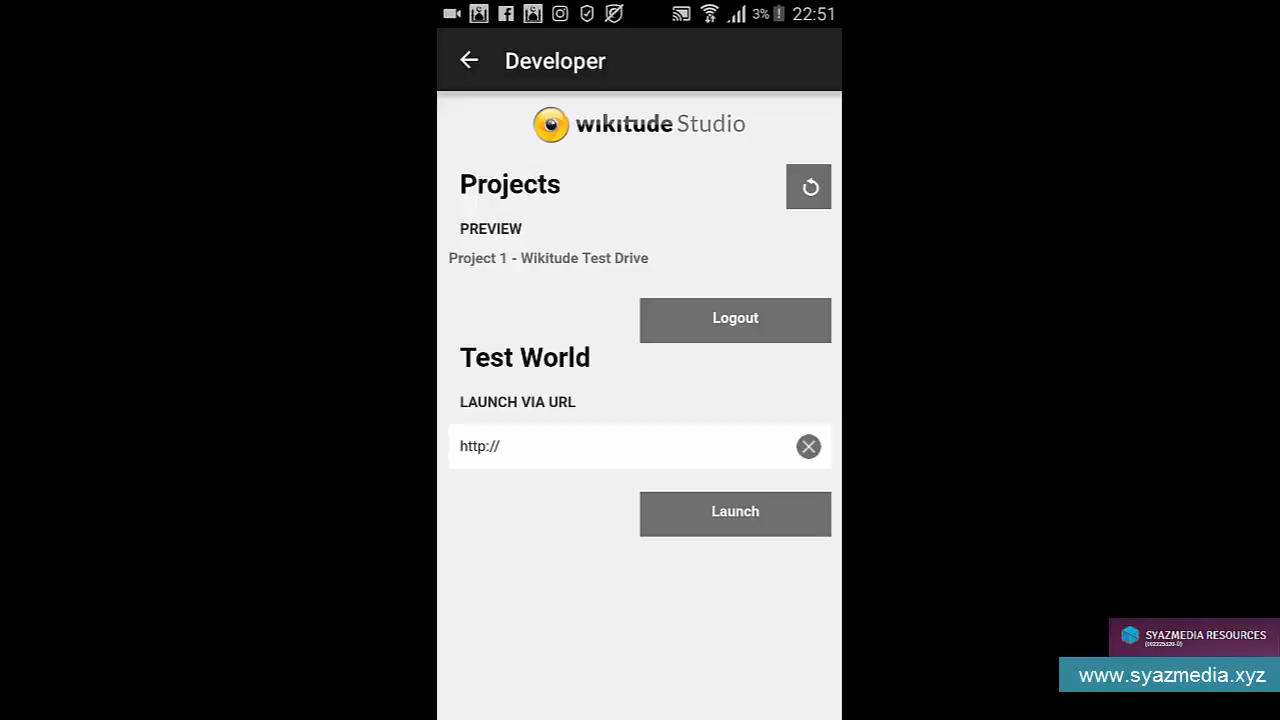 3% 22:51
Developer
wikitude Studio
Projects
PREVIEW
Project 1 - Wikitude Test Drive
Logout
Test World
LAUNCH VIA URL
http://
Launch
SYAZMEDIA RESOURCES
www.syazmedia.xyz